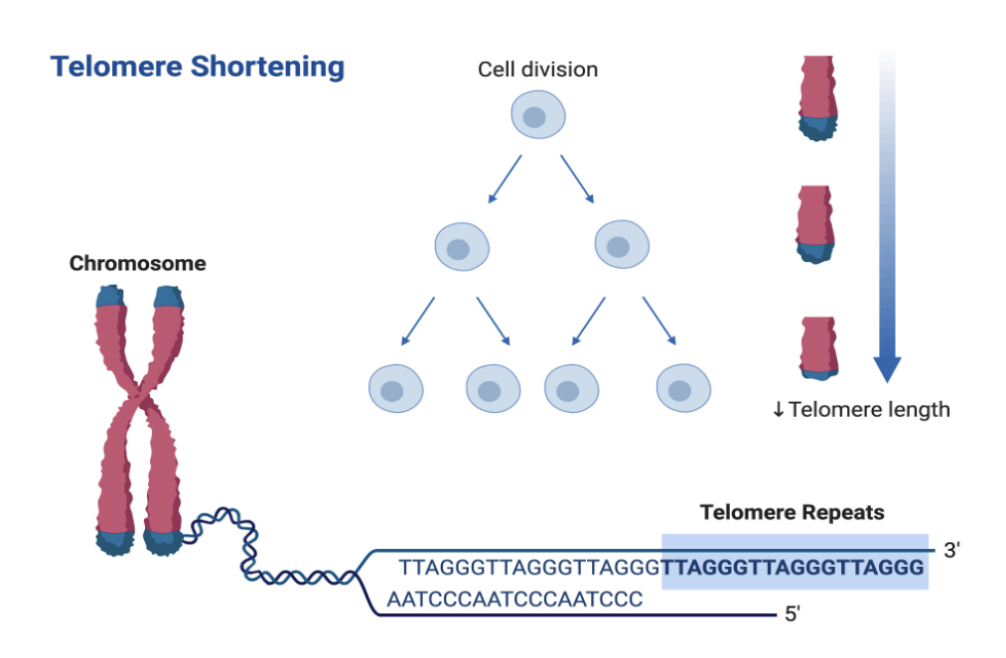 Telomere Shortening
Cell division
Chromosome
↓ Telomere length
Telomere Repeats
3'
TTAGGGTTAGGGTTAGGGTTAGGGTTAGGGTTAGGG
AATCCCAATCCCAATCCC
5'